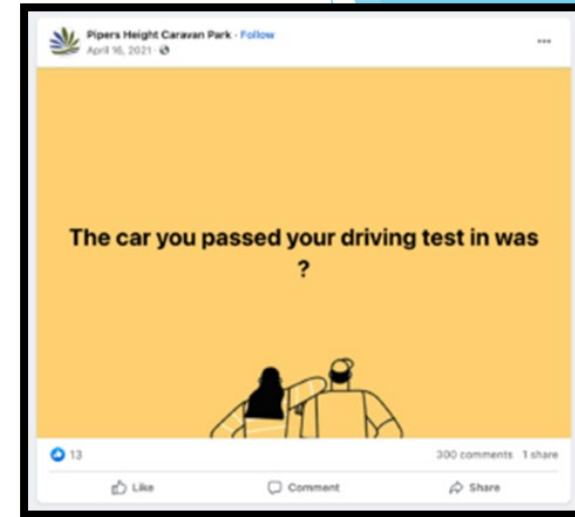 Pipers Height Caravan Park · Follow
April 16, 2021 ·
The car you passed your driving test in was
?
13
300 comments 1 share
Like Comment Share